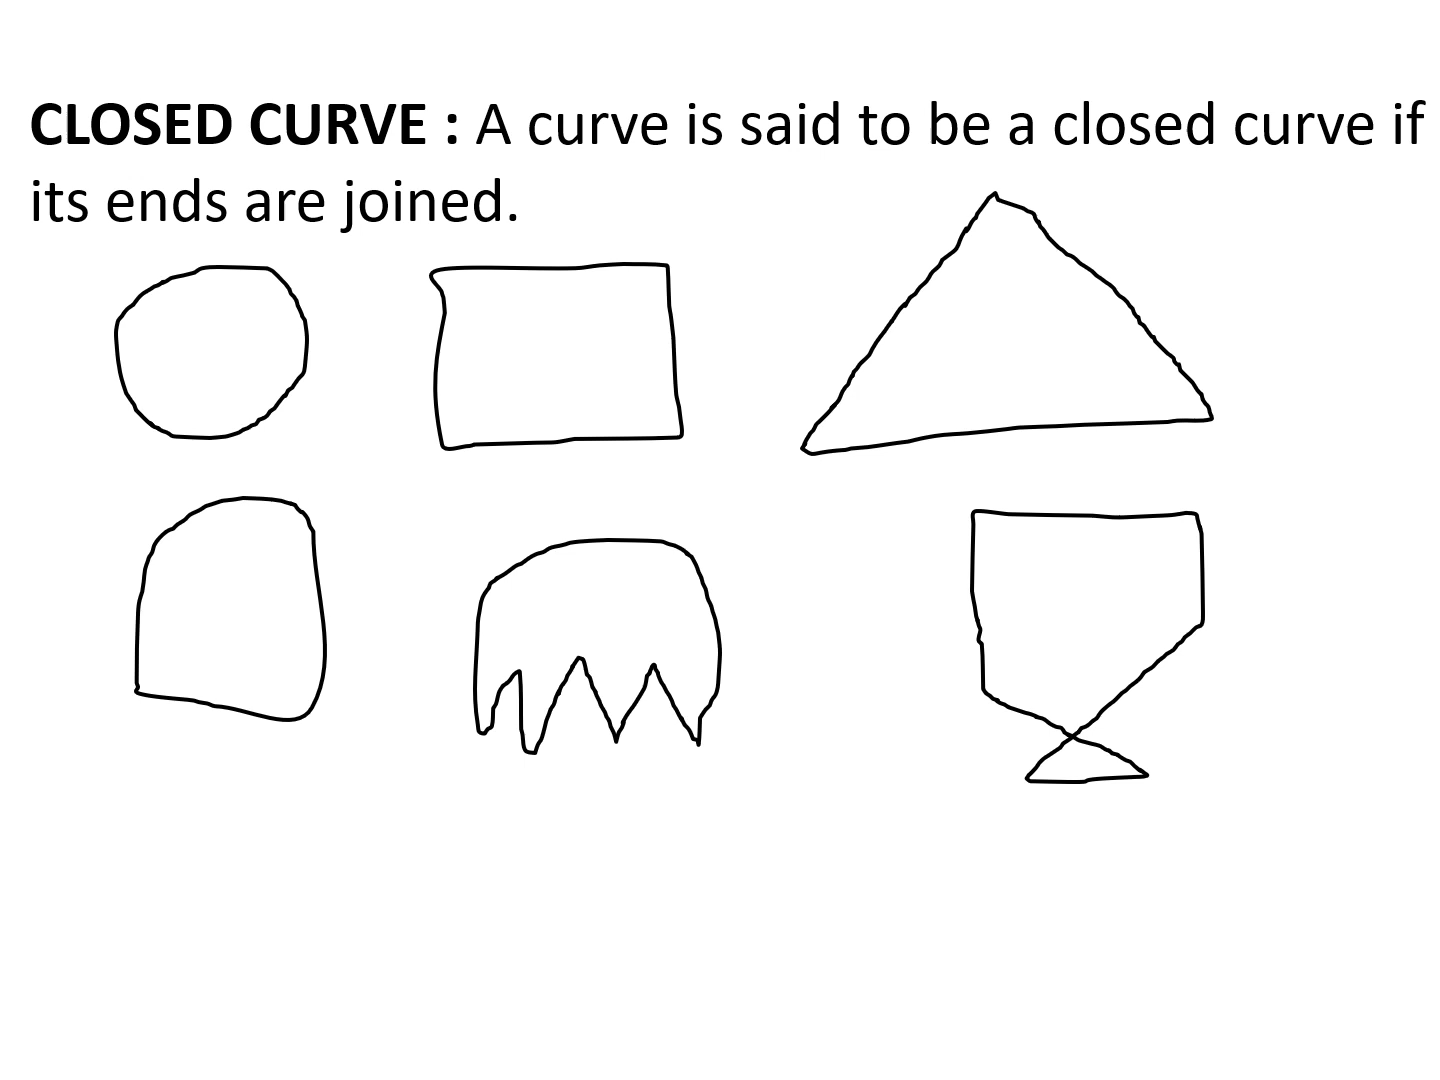 CLOSED CURVE : A curve is said to be a closed curve if
its ends are joined.